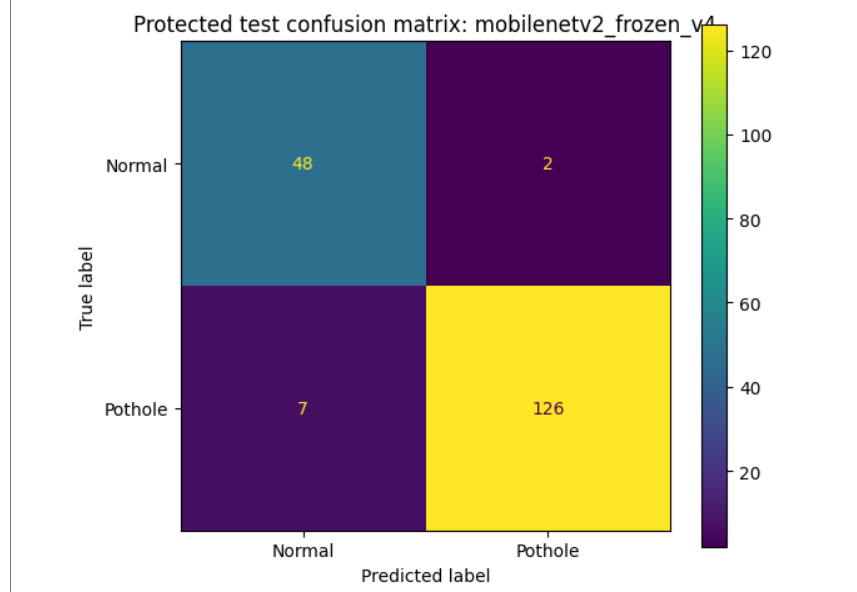 Protected test confusion matrix: mobilenetv2_frozen_v4
120
100
80
60
40
20
Normal
48
2
Pothole
7
126
True label
Normal
Pothole
Predicted label